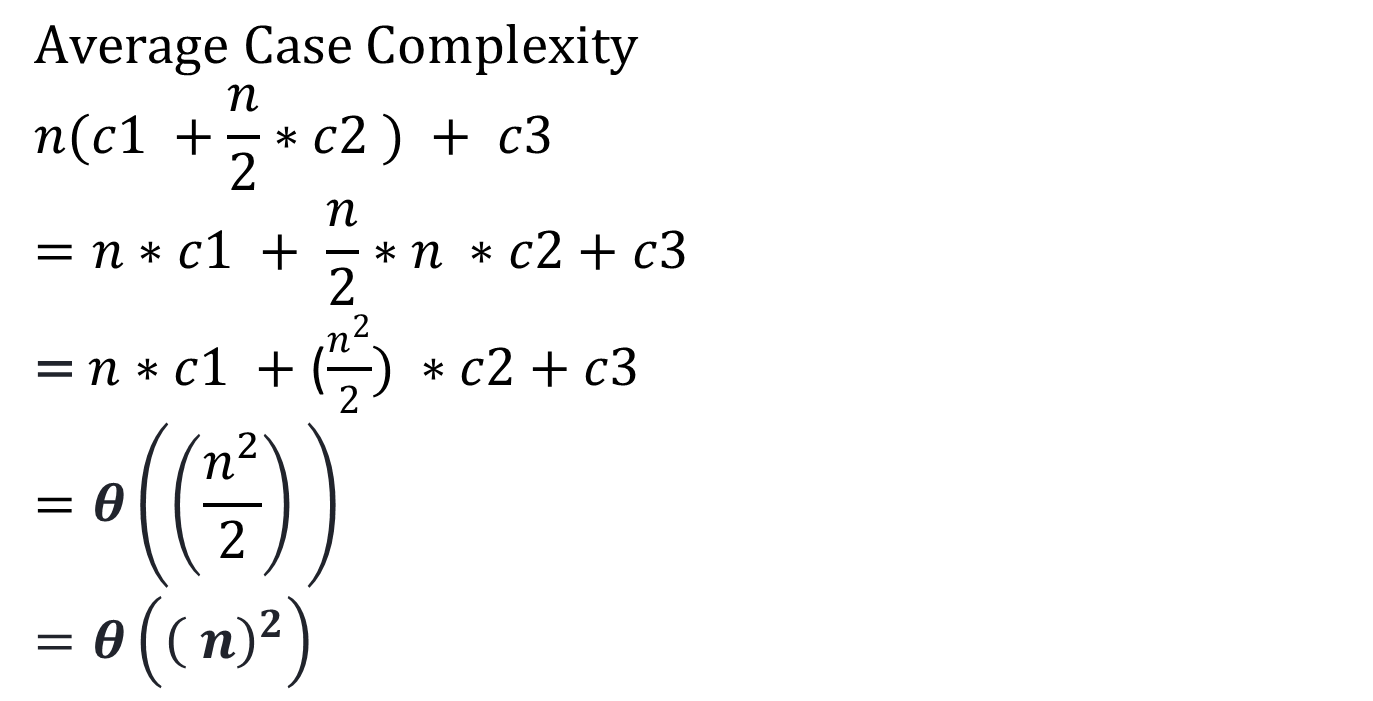 Average Case Complexity
n(c1 + n/2 * c2 ) + c3
= n * c1 + n/2 * n * c2 + c3
= n * c1 + (n²/2) * c2 + c3
= θ((n²/2))
= θ(( n)²)